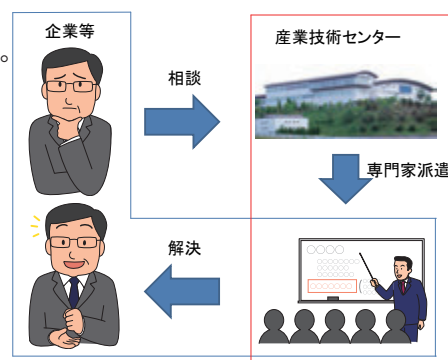 企業等
産業技術センター
。
相談
専門家派遣
解決